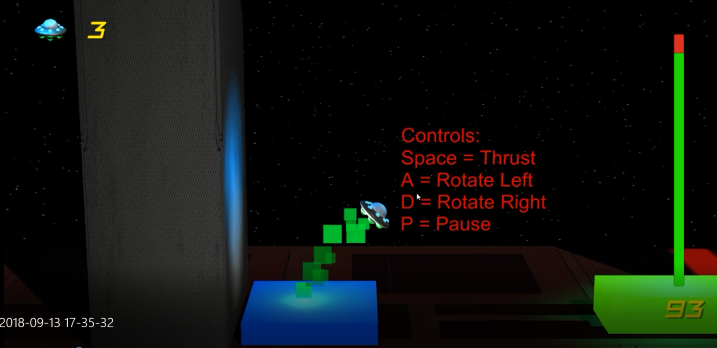 3
Controls:
Space = Thrust
A = Rotate Left
D = Rotate Right
P = Pause
93
2018-09-13 17-35-32